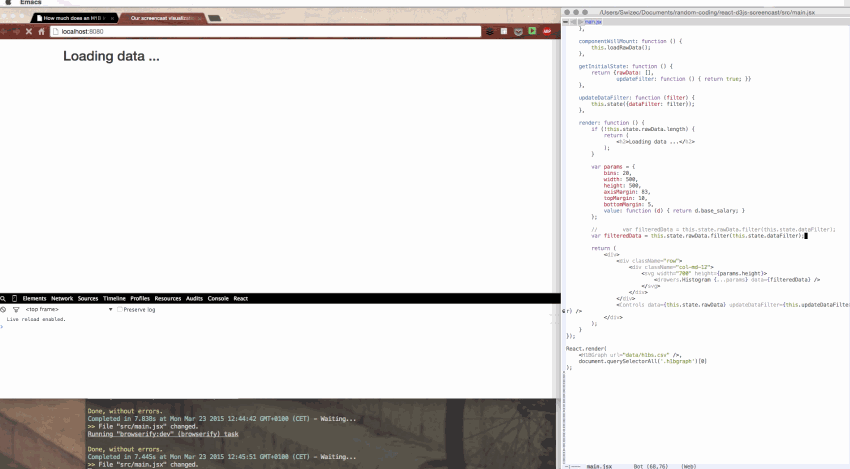 Emacs
How much does an H1B
Our screencast visualizatio
localhost:8080
Loading data ...
Elements Network Sources Timeline Profiles Resources Audits Console React
<top frame>
Preserve log
Live reload enabled.
>
Done, without errors.
Completed in 7.838s at Mon Mar 23 2015 12:44:42 GMT+0100 (CET) - Waiting...
>> File "src/main.jsx" changed.
Running "browserify:dev" (browserify) task
Done, without errors.
Completed in 7.445s at Mon Mar 23 2015 12:45:51 GMT+0100 (CET) - Waiting...
>> File "src/main.jsx" changed.
/Users/Swizec/Documents/random-coding/react-d3js-screencast/src/main.jsx
main.jsx
},
componentWillMount: function () {
this.loadRawData();
},
getInitialState: function () {
return {rawData: [],
updateFilter: function () { return true; }}
},
updateDataFilter: function (filter) {
this.state({dataFilter: filter});
},
render: function () {
if (!this.state.rawData.length) {
return (
<h2>Loading data ...</h2>
);
}
var params = {
bins: 20,
width: 500,
height: 500,
axisMargin: 83,
topMargin: 10,
bottomMargin: 5,
value: function (d) { return d.base_salary; }
};
// var filteredData = this.state.rawData.filter(this.state.dataFilter);
var filteredData = this.state.rawData.filter(this.state.dataFilter);
return (
<div>
<div className="row">
<div className="col-md-12">
<svg width="700" height={params.height}>
<drawers.Histogram {...params} data={filteredData} />
</svg>
</div>
</div>
<Controls data={this.state.rawData} updateDataFilter={this.updateDataFilte
r} />
</div>
);
}
});
React.render(
<H1BGraph url="data/h1bs.csv" />,
document.querySelectorAll('.h1bgraph')[0]
);
main.jsx Bot (68,76) (Web)